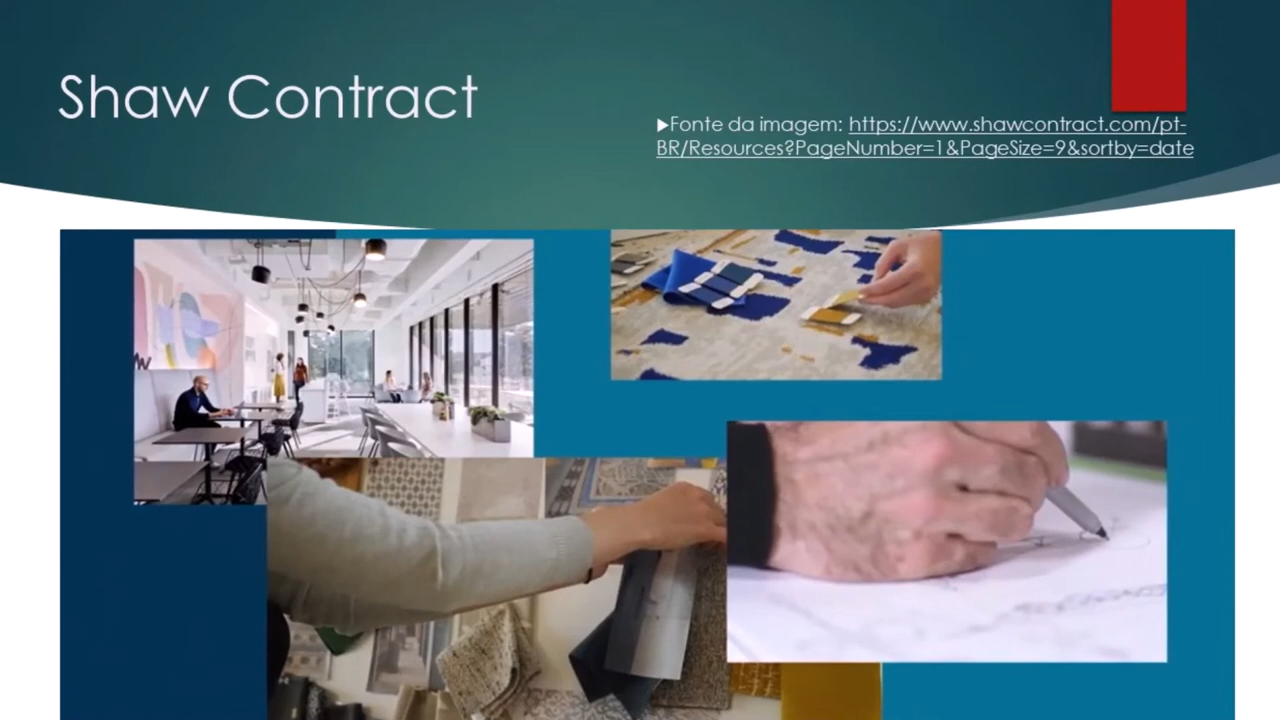 Shaw Contract
▶Fonte da imagem: https://www.shawcontract.com/pt-
BR/Resources?PageNumber=1&PageSize=9&sortby=date